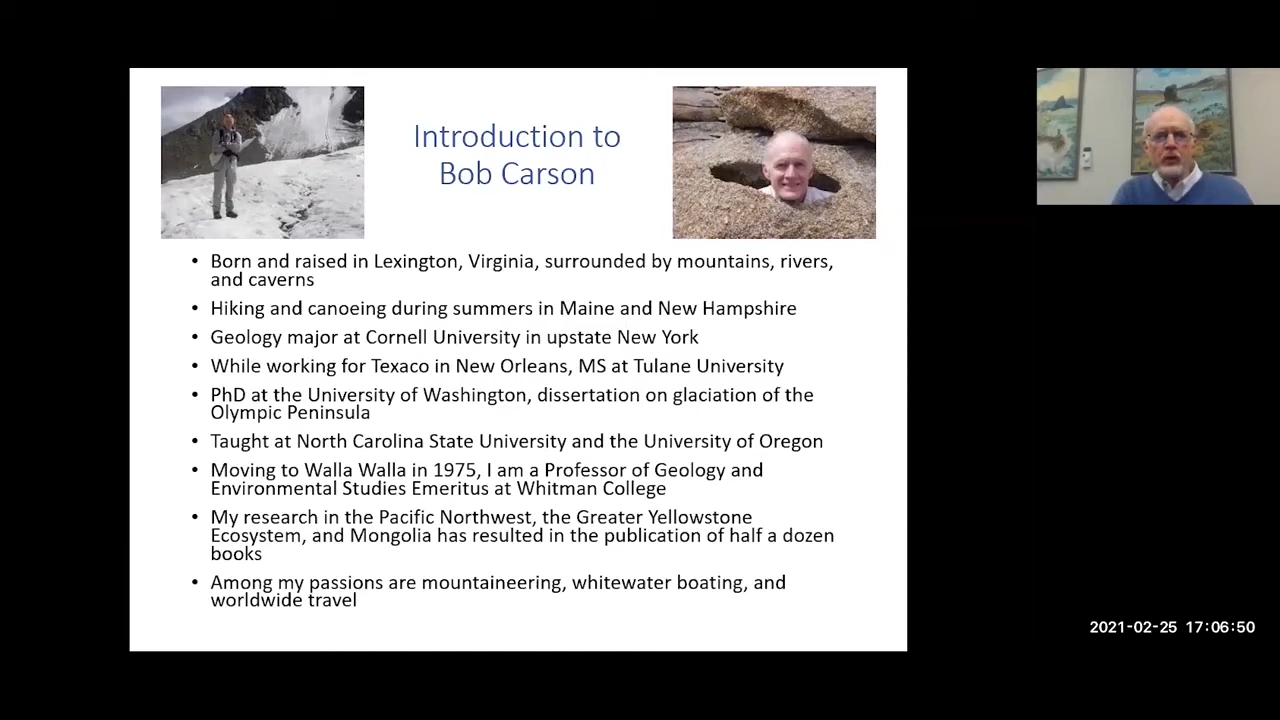 Introduction to
Bob Carson
• Born and raised in Lexington, Virginia, surrounded by mountains, rivers,
and caverns
• Hiking and canoeing during summers in Maine and New Hampshire
• Geology major at Cornell University in upstate New York
• While working for Texaco in New Orleans, MS at Tulane University
• PhD at the University of Washington, dissertation on glaciation of the
Olympic Peninsula
• Taught at North Carolina State University and the University of Oregon
• Moving to Walla Walla in 1975, I am a Professor of Geology and
Environmental Studies Emeritus at Whitman College
• My research in the Pacific Northwest, the Greater Yellowstone
Ecosystem, and Mongolia has resulted in the publication of half a dozen
books
• Among my passions are mountaineering, whitewater boating, and
worldwide travel
2021-02-25 17:06:50